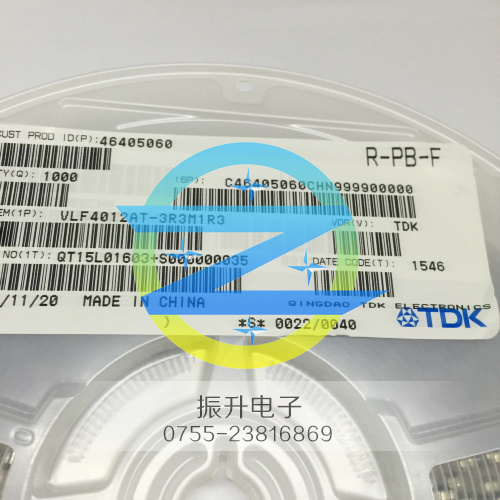 CUST PROD ID(P): 46405060
R-PB-F
TY(Q): 1000
(6P): C46405060CHN999900000
EM(1P): VLF4012AT-3R3M1R3
VDR(V): TDK
NO(1T): QT15L01603+S000000035
DATE CODE(T): 1546
/11/20 MADE IN CHINA
QINGDAO TDK ELECTRONICS
) *S* 0022/0040
TDK
振升电子
0755-23816869